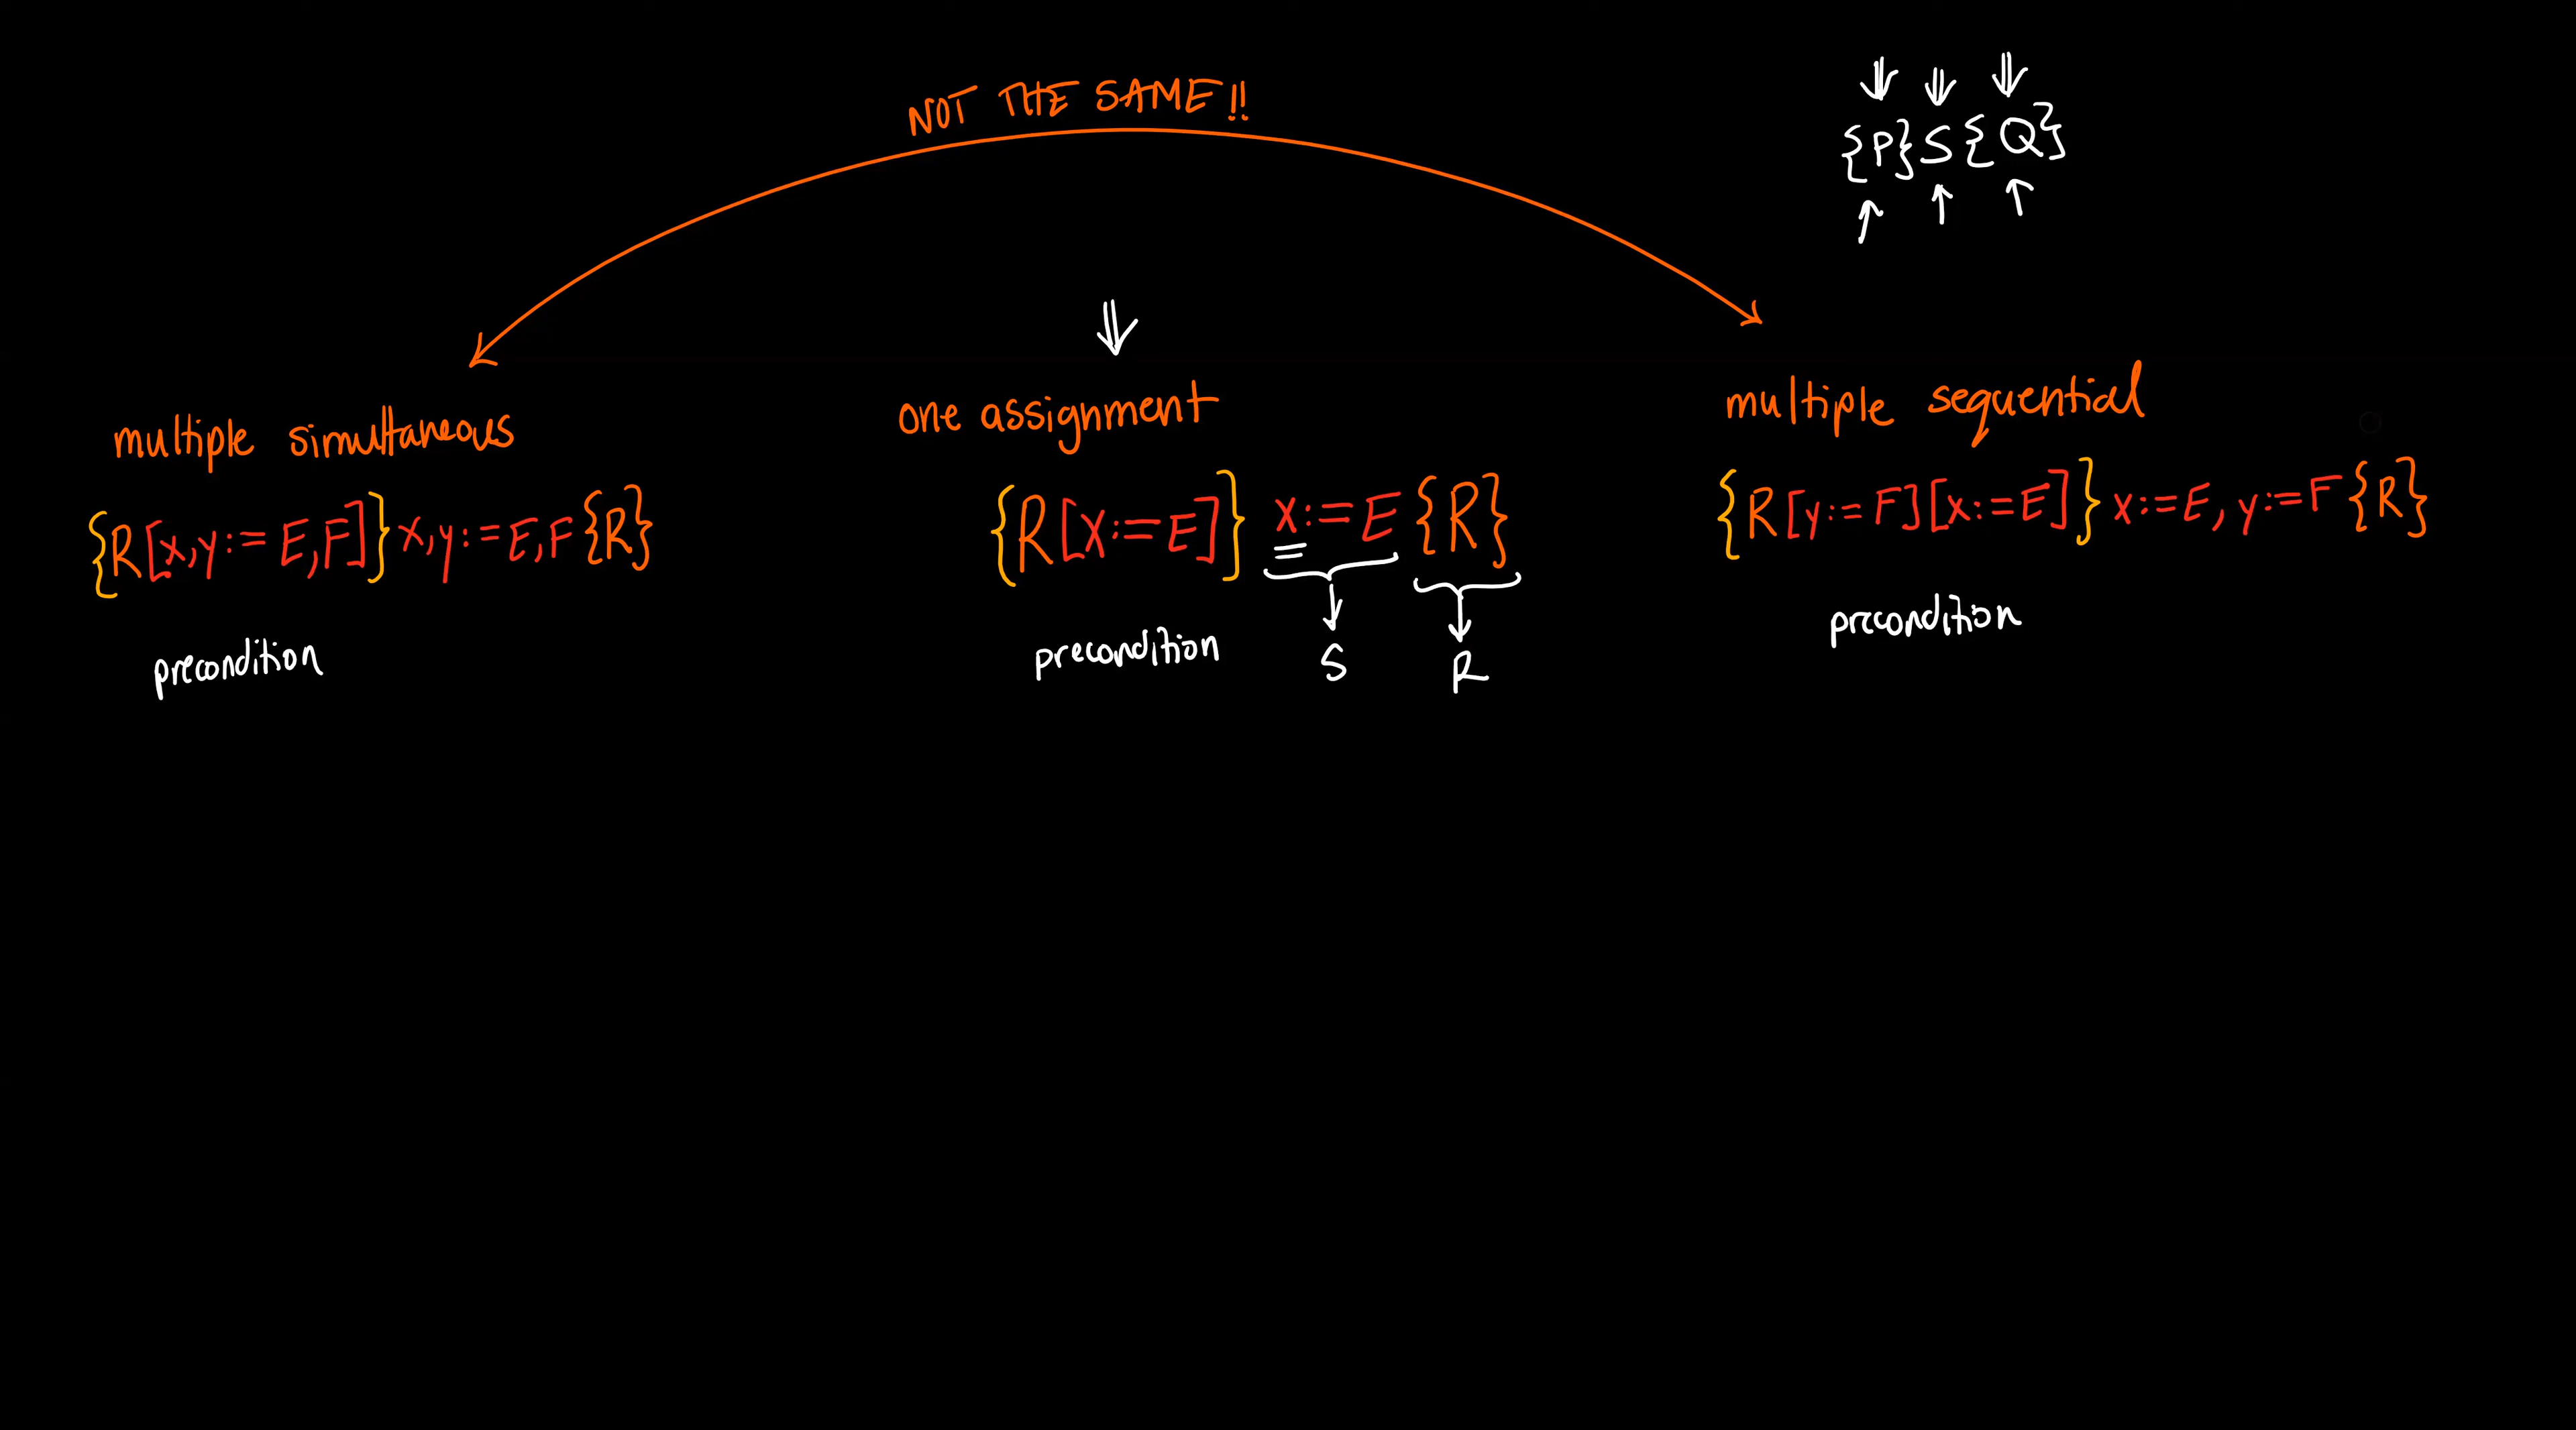 NOT THE SAME!!
{P} S {Q}
multiple simultaneous
one assignment
multiple sequential
{R[x,y:= E,F]} x,y:= E,F {R}
{R[x:= E]} x:= E {R}
{R[y:= F][x:= E]} x:= E, y:= F {R}
precondition
precondition
S
R
precondition